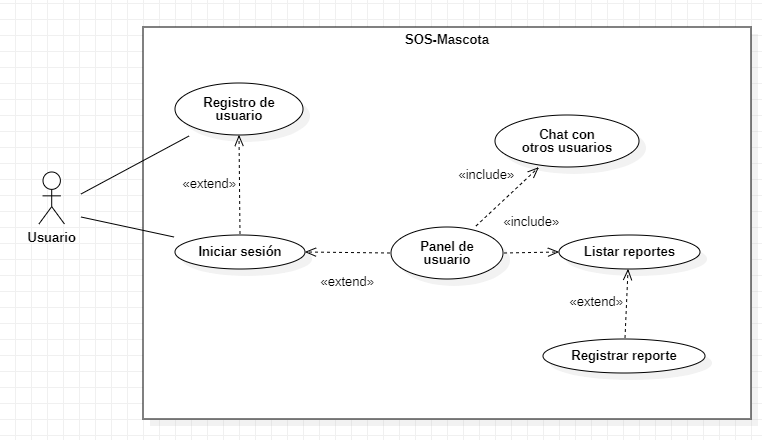 SOS-Mascota
Registro de
usuario
Chat con
otros usuarios
«include»
«extend»
«include»
Usuario
Iniciar sesión
Panel de
usuario
Listar reportes
«extend»
«extend»
Registrar reporte